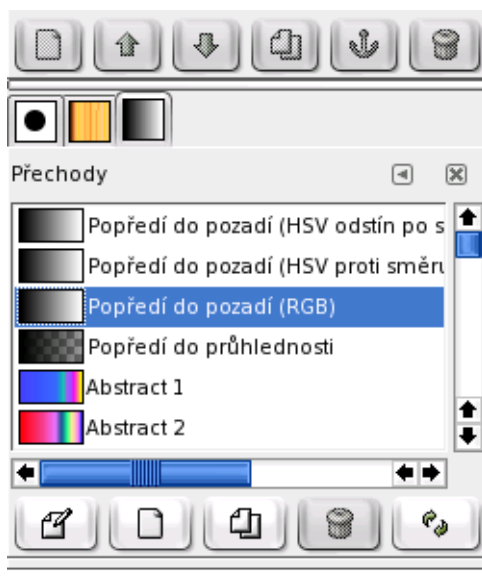 Přechody
Popředí do pozadí (HSV odstín po s
Popředí do pozadí (HSV proti směru
Popředí do pozadí (RGB)
Popředí do průhlednosti
Abstract 1
Abstract 2